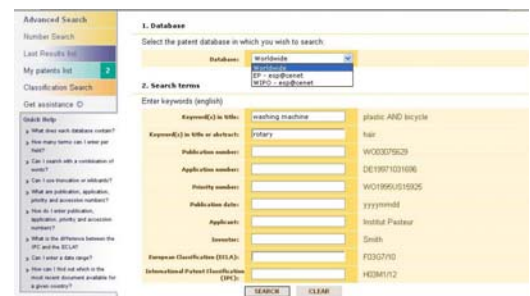 Advanced Search
Number Search
Last Results list
My patents list 2
Classification Search
Get assistance
Quick Help
» What does each database contain?
» How many terms can I enter per field?
» Can I search with a combination of words?
» Can I use truncation or wildcards?
» What are publication, application, priority and accession numbers?
» How do I enter publication, application, priority and accession numbers?
» What is the difference between the IPC and the ECLA?
» Can I enter a date range?
» How can I find out which is the most recent document available for a given country?
1. Database
Select the patent database in which you wish to search:
Database: Worldwide
Worldwide
EP - esp@cenet
WIPO - esp@cenet
2. Search terms
Enter keywords (english)
Keyword(s) in title: washing machine plastic AND bicycle
Keyword(s) in title or abstract: rotary hair
Publication number: WO03075629
Application number: DE19971031696
Priority number: WO1995US15925
Publication date: yyyymmdd
Applicant: Institut Pasteur
Inventor: Smith
European Classification (ECLA): F03G7/10
International Patent Classification (IPC): H03M1/12
SEARCH CLEAR